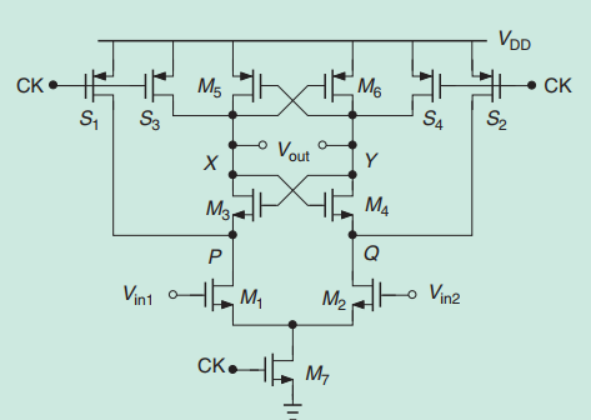 V_DD
CK M_5 M_6 CK
S_1 S_3 S_4 S_2
X V_out Y
M_3 M_4
P Q
V_in1 M_1 M_2 V_in2
CK M_7